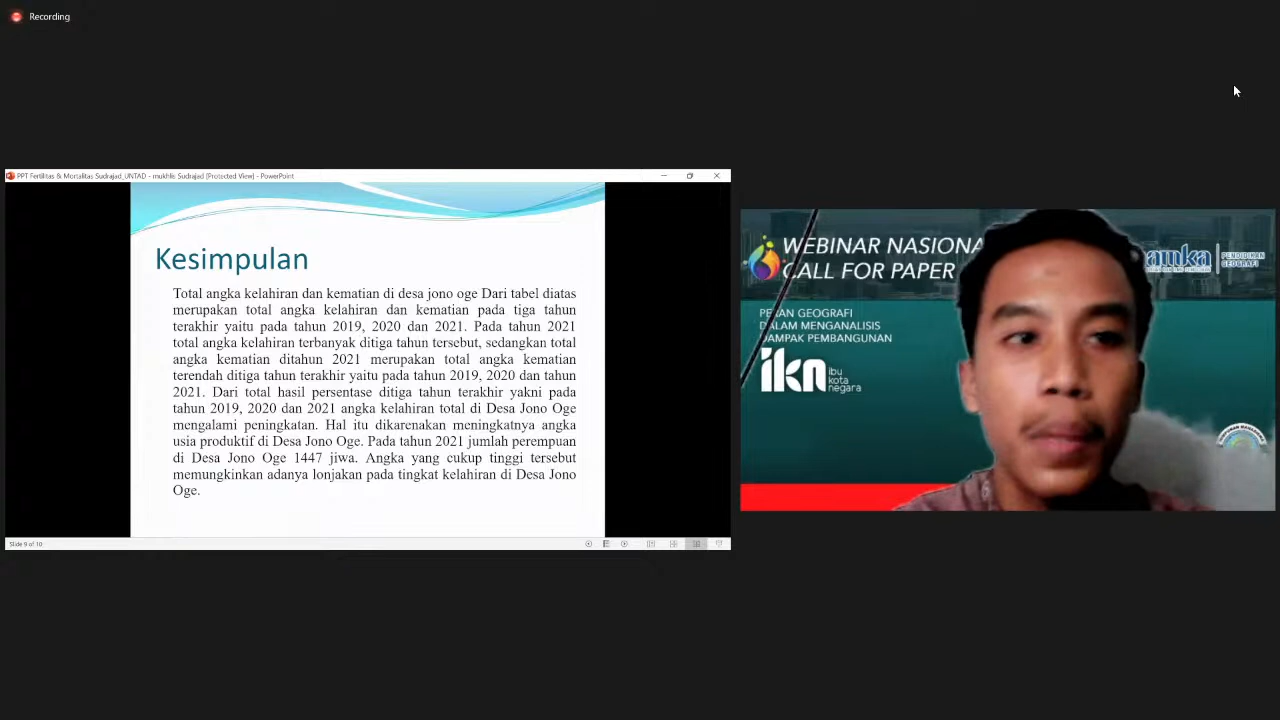 Recording
PPT Fertilitas & Mortalitas Sudrajad_UNTAD - mukhlis Sudrajad [Protected View] - PowerPoint
Kesimpulan
Total angka kelahiran dan kematian di desa jono oge Dari tabel diatas
merupakan total angka kelahiran dan kematian pada tiga tahun
terakhir yaitu pada tahun 2019, 2020 dan 2021. Pada tahun 2021
total angka kelahiran terbanyak ditiga tahun tersebut, sedangkan total
angka kematian ditahun 2021 merupakan total angka kematian
terendah ditiga tahun terakhir yaitu pada tahun 2019, 2020 dan tahun
2021. Dari total hasil persentase ditiga tahun terakhir yakni pada
tahun 2019, 2020 dan 2021 angka kelahiran total di Desa Jono Oge
mengalami peningkatan. Hal itu dikarenakan meningkatnya angka
usia produktif di Desa Jono Oge. Pada tahun 2021 jumlah perempuan
di Desa Jono Oge 1447 jiwa. Angka yang cukup tinggi tersebut
memungkinkan adanya lonjakan pada tingkat kelahiran di Desa Jono
Oge.
Slide 9 of 10
WEBINAR NASIONA
CALL FOR PAPER
PERAN GEOGRAFI
DALAM MENGANALISIS
DAMPAK PEMBANGUNAN
ikn ibu
kota
negara
amka
PENDIDIKAN
GEOGRAFI